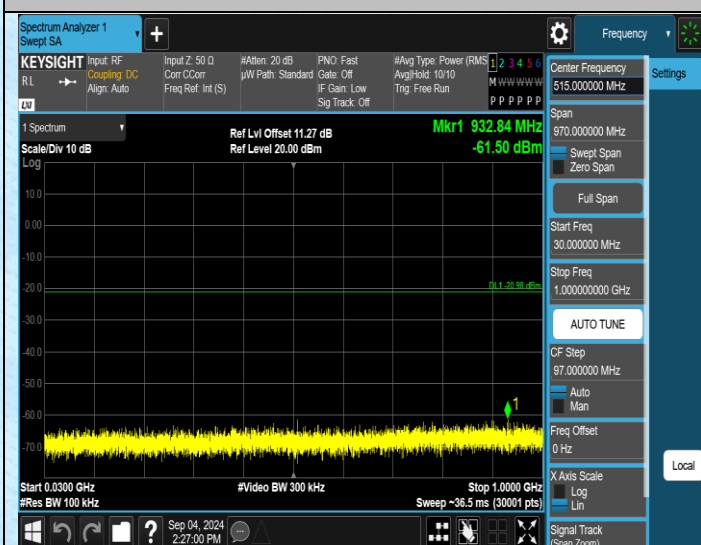 Spectrum Analyzer 1
Swept SA
Frequency
KEYSIGHT
RL
LXI
Input: RF
Coupling: DC
Align: Auto
Input Z: 50 Ω
Corr CCorr
Freq Ref: Int (S)
#Atten: 20 dB
µW Path: Standard
PNO: Fast
Gate: Off
IF Gain: Low
Sig Track: Off
#Avg Type: Power (RMS
Avg|Hold: 10/10
Trig: Free Run
1 2 3 4 5 6
M W W W W W
P P P P P P
Center Frequency
515.000000 MHz
Settings
Span
970.000000 MHz
Swept Span
Zero Span
Full Span
Start Freq
30.000000 MHz
Stop Freq
1.000000000 GHz
AUTO TUNE
CF Step
97.000000 MHz
Auto
Man
Freq Offset
0 Hz
X Axis Scale
Log
Lin
Signal Track
(Span Zoom)
Local
1 Spectrum
Scale/Div 10 dB
Log
Ref Lvl Offset 11.27 dB
Ref Level 20.00 dBm
Mkr1 932.84 MHz
-61.50 dBm
10.0
0.00
-10.0
-20.0
DL1 -20.98 dBm
-30.0
-40.0
-50.0
-60.0
1
-70.0
Start 0.0300 GHz
#Res BW 100 kHz
#Video BW 300 kHz
Stop 1.0000 GHz
Sweep ~36.5 ms (30001 pts)
?
Sep 04, 2024
2:27:00 PM